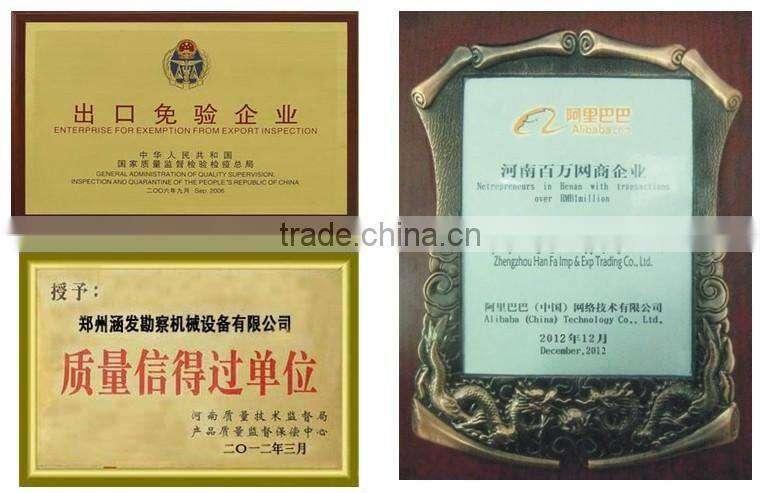 出口免验企业
ENTERPRISE FOR EXEMPTION FROM EXPORT INSPECTION
中华人民共和国
国家质量监督检验检疫总局
GENERAL ADMINISTRATION OF QUALITY SUPERVISION,
INSPECTION AND QUARANTINE OF THE PEOPLE'S REPUBLIC OF CHINA
二〇〇六年九月 Sep. 2006
授予：
郑州涵发勘察机械设备有限公司
质量信得过单位
河南质量技术监督局
产品质量监督保偿中心
二〇一二年三月
阿里巴巴
Alibaba.com
河南百万网商企业
Netrepreneurs in Henan with transactions
over RMB1million
Zhengzhou Han Fa Imp & Exp Trading Co., Ltd.
阿里巴巴（中国）网络技术有限公司
Alibaba (China) Technology Co., Ltd.
2012年12月
December,2012
trade.china.cn